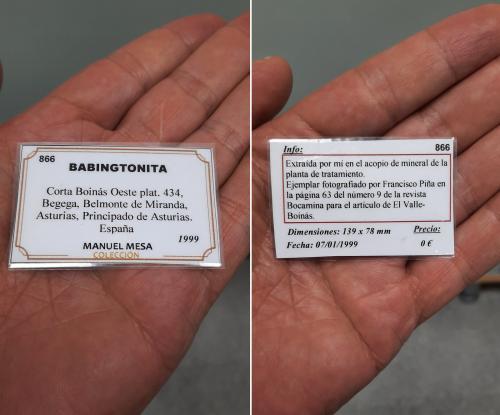 866
BABINGTONITA
Corta Boinás Oeste plat. 434,
Begega, Belmonte de Miranda,
Asturias, Principado de Asturias.
España
1999
MANUEL MESA
COLECCIÓN
Info:
866
Extraída por mí en el acopio de mineral de la
planta de tratamiento.
Ejemplar fotografiado por Francisco Piña en
la página 63 del número 9 de la revista
Bocamina para el artículo de El Valle-
Boinás.
Dimensiones: 139 x 78 mm
Precio:
Fecha: 07/01/1999
0 €